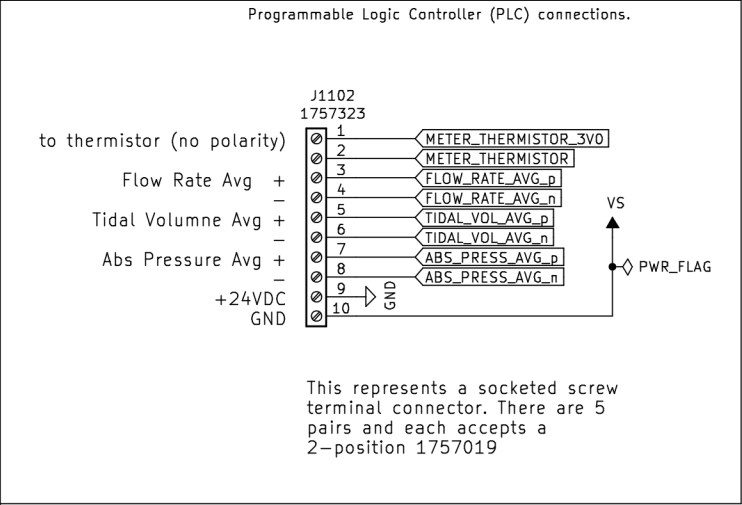 Programmable Logic Controller (PLC) connections.
J1102
1757323
to thermistor (no polarity)
1
METER_THERMISTOR_3V0
2
METER_THERMISTOR
Flow Rate Avg +
3
FLOW_RATE_AVG_p
−
4
FLOW_RATE_AVG_n
Tidal Volumne Avg +
5
TIDAL_VOL_AVG_p
−
6
TIDAL_VOL_AVG_n
Abs Pressure Avg +
7
ABS_PRESS_AVG_p
−
8
ABS_PRESS_AVG_n
+24VDC
9
GND
GND
10
VS
PWR_FLAG
This represents a socketed screw
terminal connector. There are 5
pairs and each accepts a
2−position 1757019